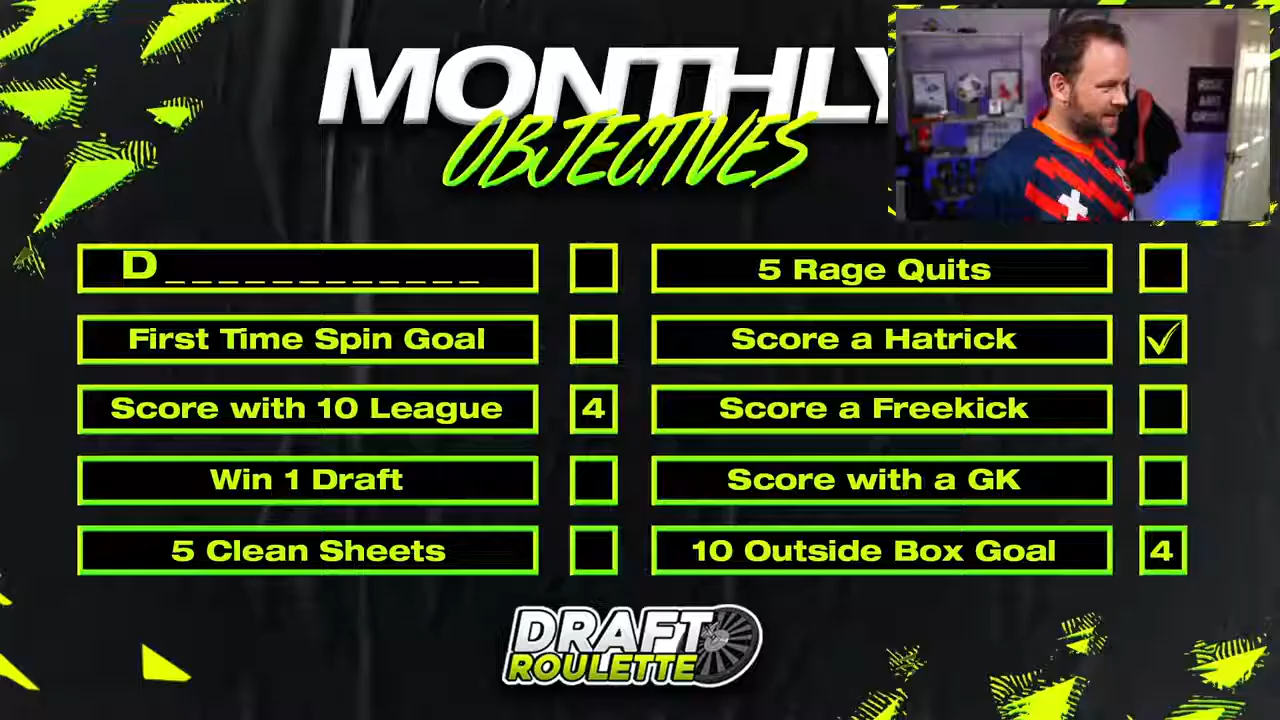 MONTHLY
OBJECTIVES
D _ _ _ _ _ _ _ _ _ _ _ _
5 Rage Quits
First Time Spin Goal
Score a Hatrick
Score with 10 League
4
Score a Freekick
Win 1 Draft
Score with a GK
5 Clean Sheets
10 Outside Box Goal
4
DRAFT
ROULETTE